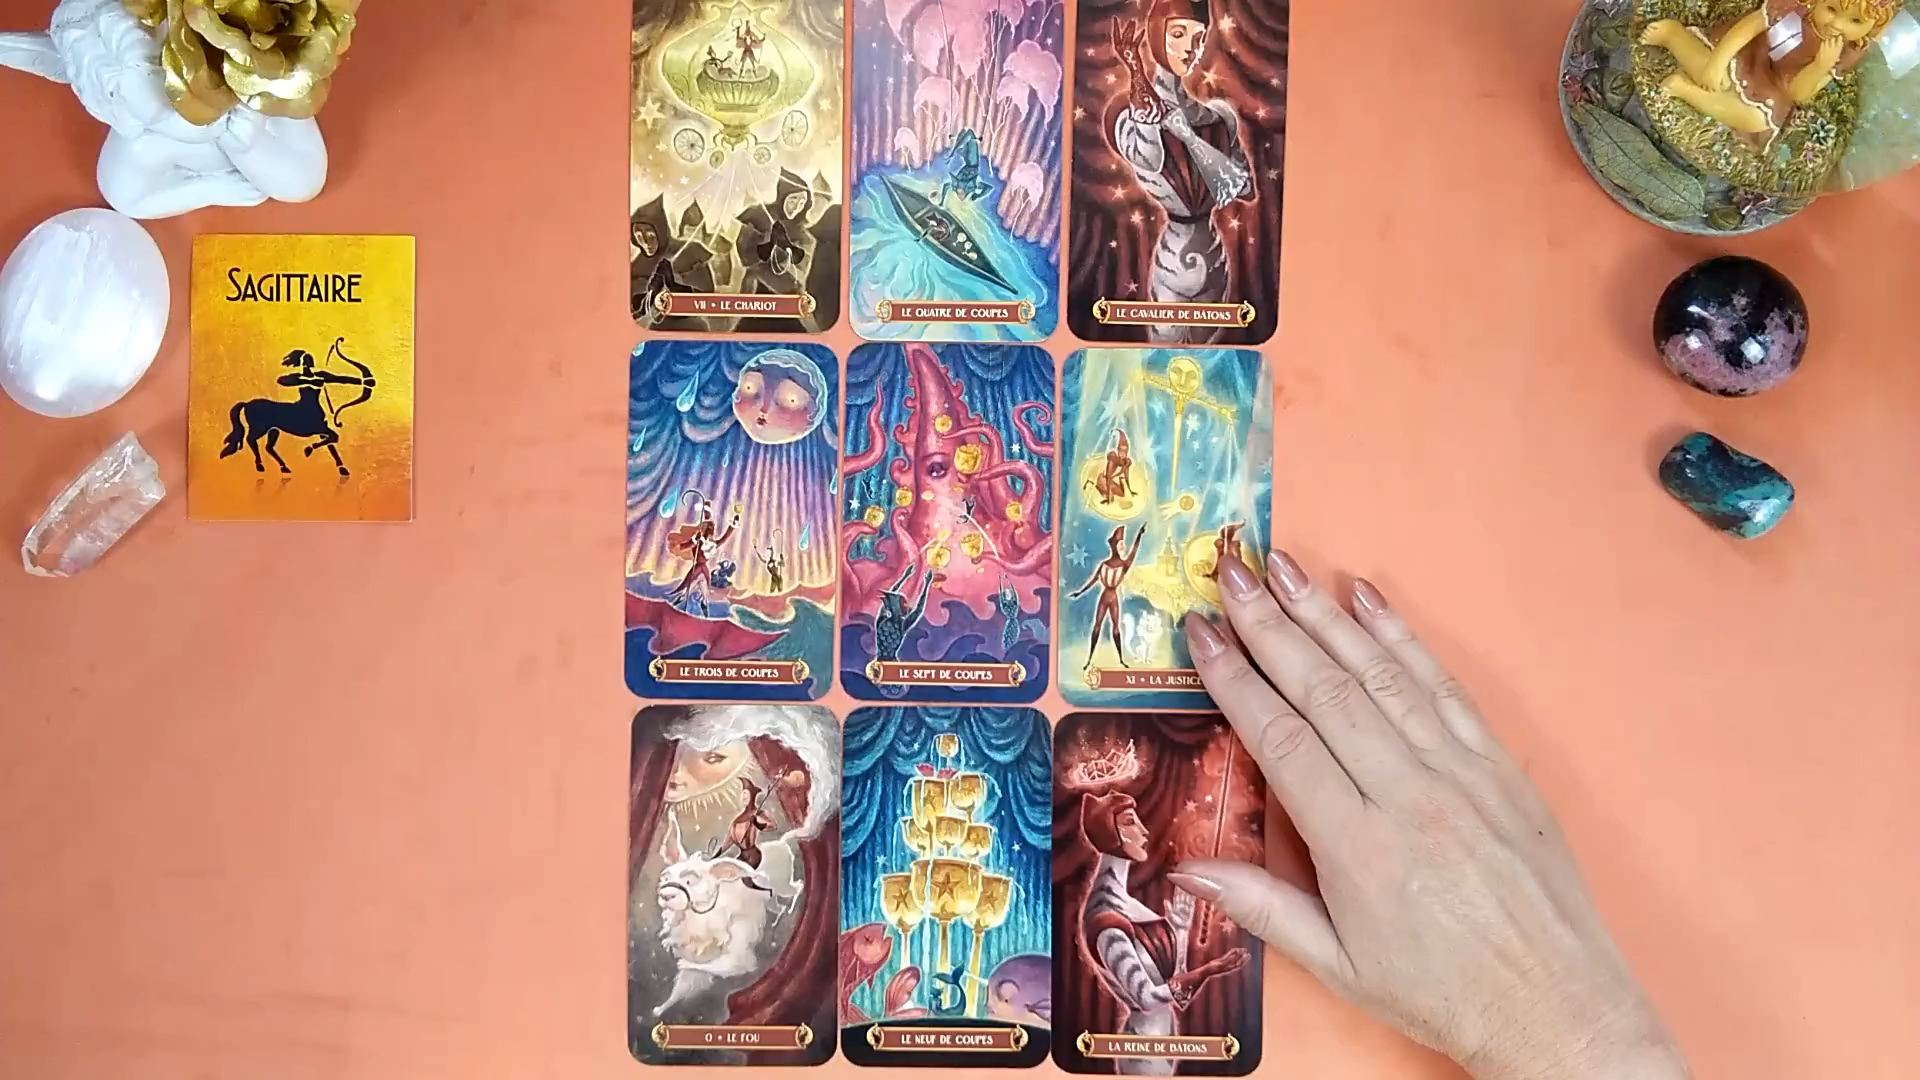 SAGITTAIRE
VII • LE CHARIOT
LE QUATRE DE COUPES
LE CAVALIER DE BÂTONS
LE TROIS DE COUPES
LE SEPT DE COUPES
XI • LA JUSTICE
0 • LE FOU
LE NEUF DE COUPES
LA REINE DE BÂTONS